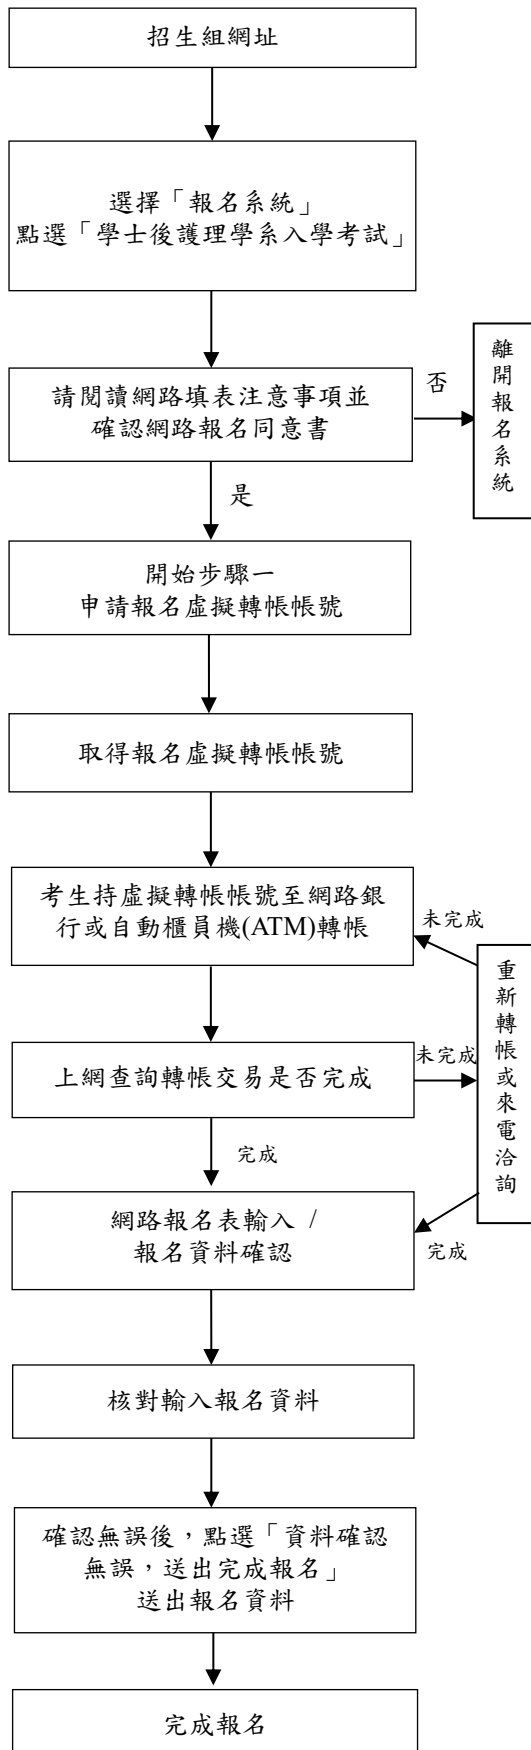 招生組網址
選擇「報名系統」
點選「學士後護理學系入學考試」
請閱讀網路填表注意事項並
確認網路報名同意書
否
離開報名系統
是
開始步驟一
申請報名虛擬轉帳帳號
取得報名虛擬轉帳帳號
考生持虛擬轉帳帳號至網路銀
行或自動櫃員機(ATM)轉帳
未完成
重新轉帳或來電洽詢
上網查詢轉帳交易是否完成
未完成
完成
網路報名表輸入 /
報名資料確認
完成
核對輸入報名資料
確認無誤後，點選「資料確認
無誤，送出完成報名」
送出報名資料
完成報名